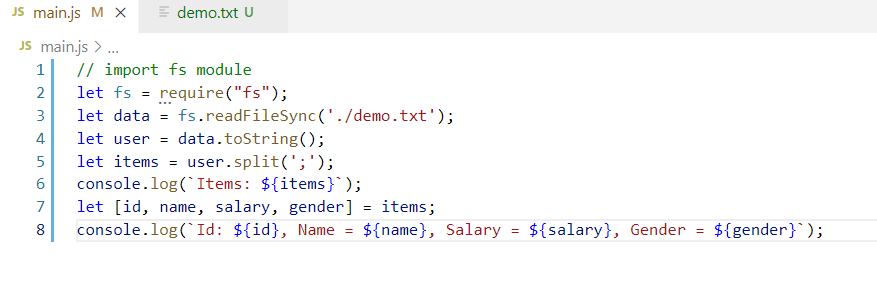 JS main.js M × demo.txt U
JS main.js > ...
1 // import fs module
2 let fs = require("fs");
3 let data = fs.readFileSync('./demo.txt');
4 let user = data.toString();
5 let items = user.split(';');
6 console.log(`Items: ${items}`);
7 let [id, name, salary, gender] = items;
8 console.log(`Id: ${id}, Name = ${name}, Salary = ${salary}, Gender = ${gender}`);